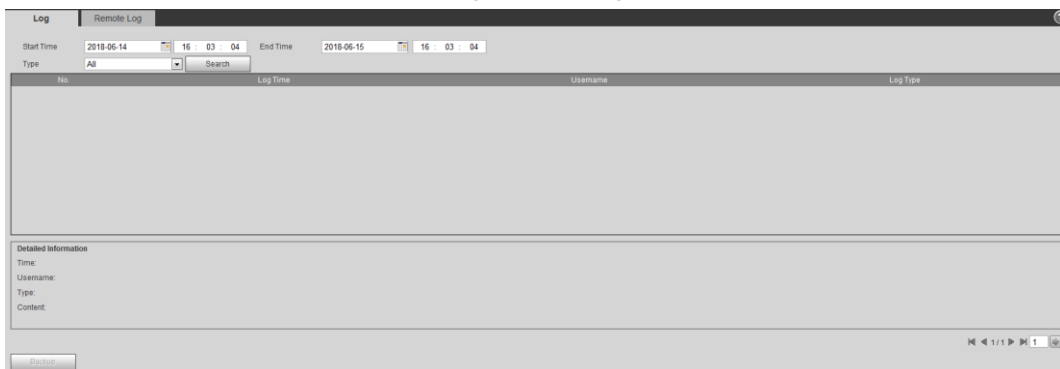 Log Remote Log
Start Time 2018-06-14 16 : 03 : 04 End Time 2018-06-15 16 : 03 : 04
Type All Search
No. Log Time Username Log Type
Detailed Information
Time:
Username:
Type:
Content:
1/1 1
Backup